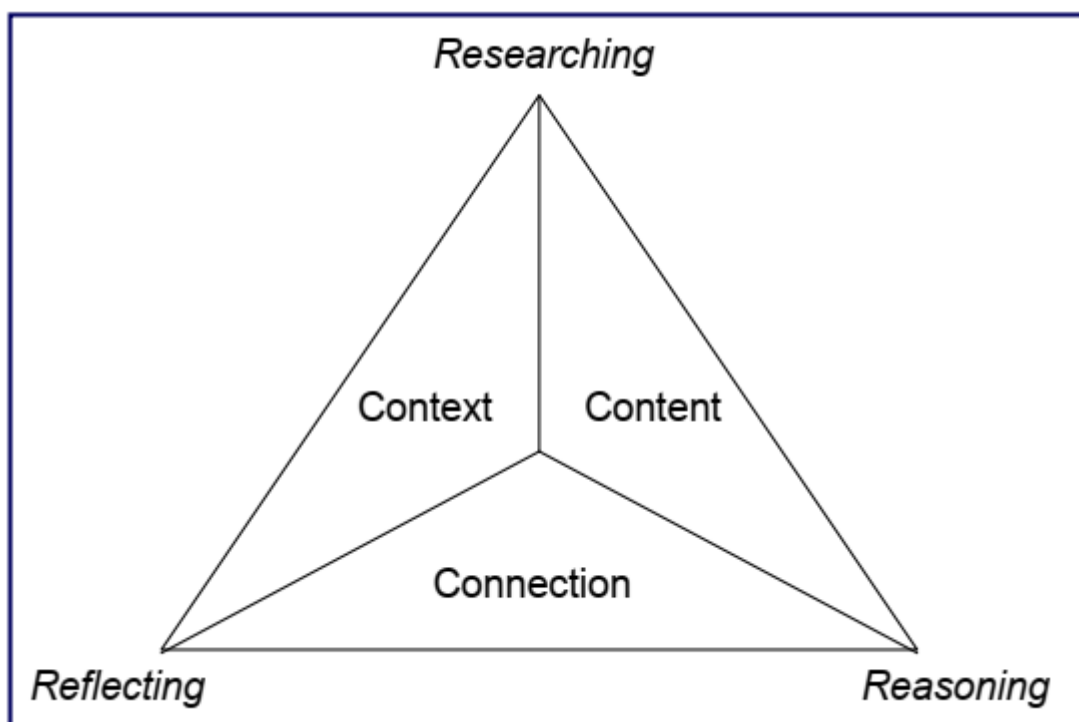 Researching
Context Content
Connection
Reflecting Reasoning